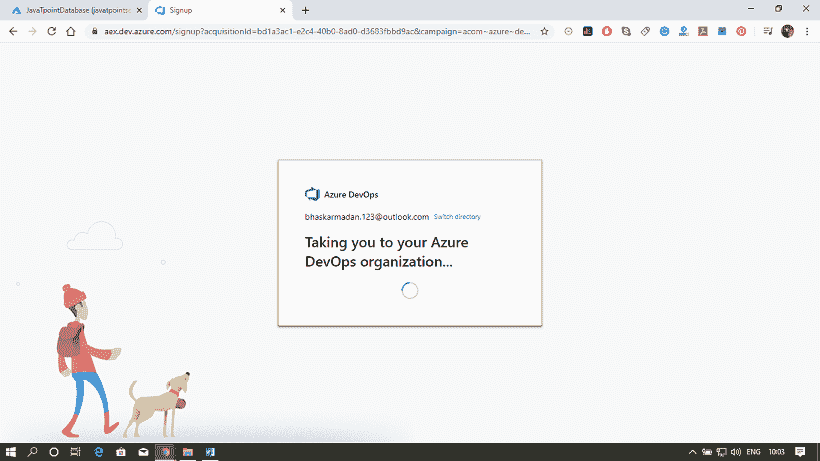 JavaTpointDatabase (javatpoint
Signup
aex.dev.azure.com/signup?acquisitionId=bd1a3ac1-e2c4-40b0-8ad0-d3683fbbd9ac&campaign=acom~azure~de...
Azure DevOps
bhaskarmadan.123@outlook.com Switch directory
Taking you to your Azure
DevOps organization...
ENG
10:03